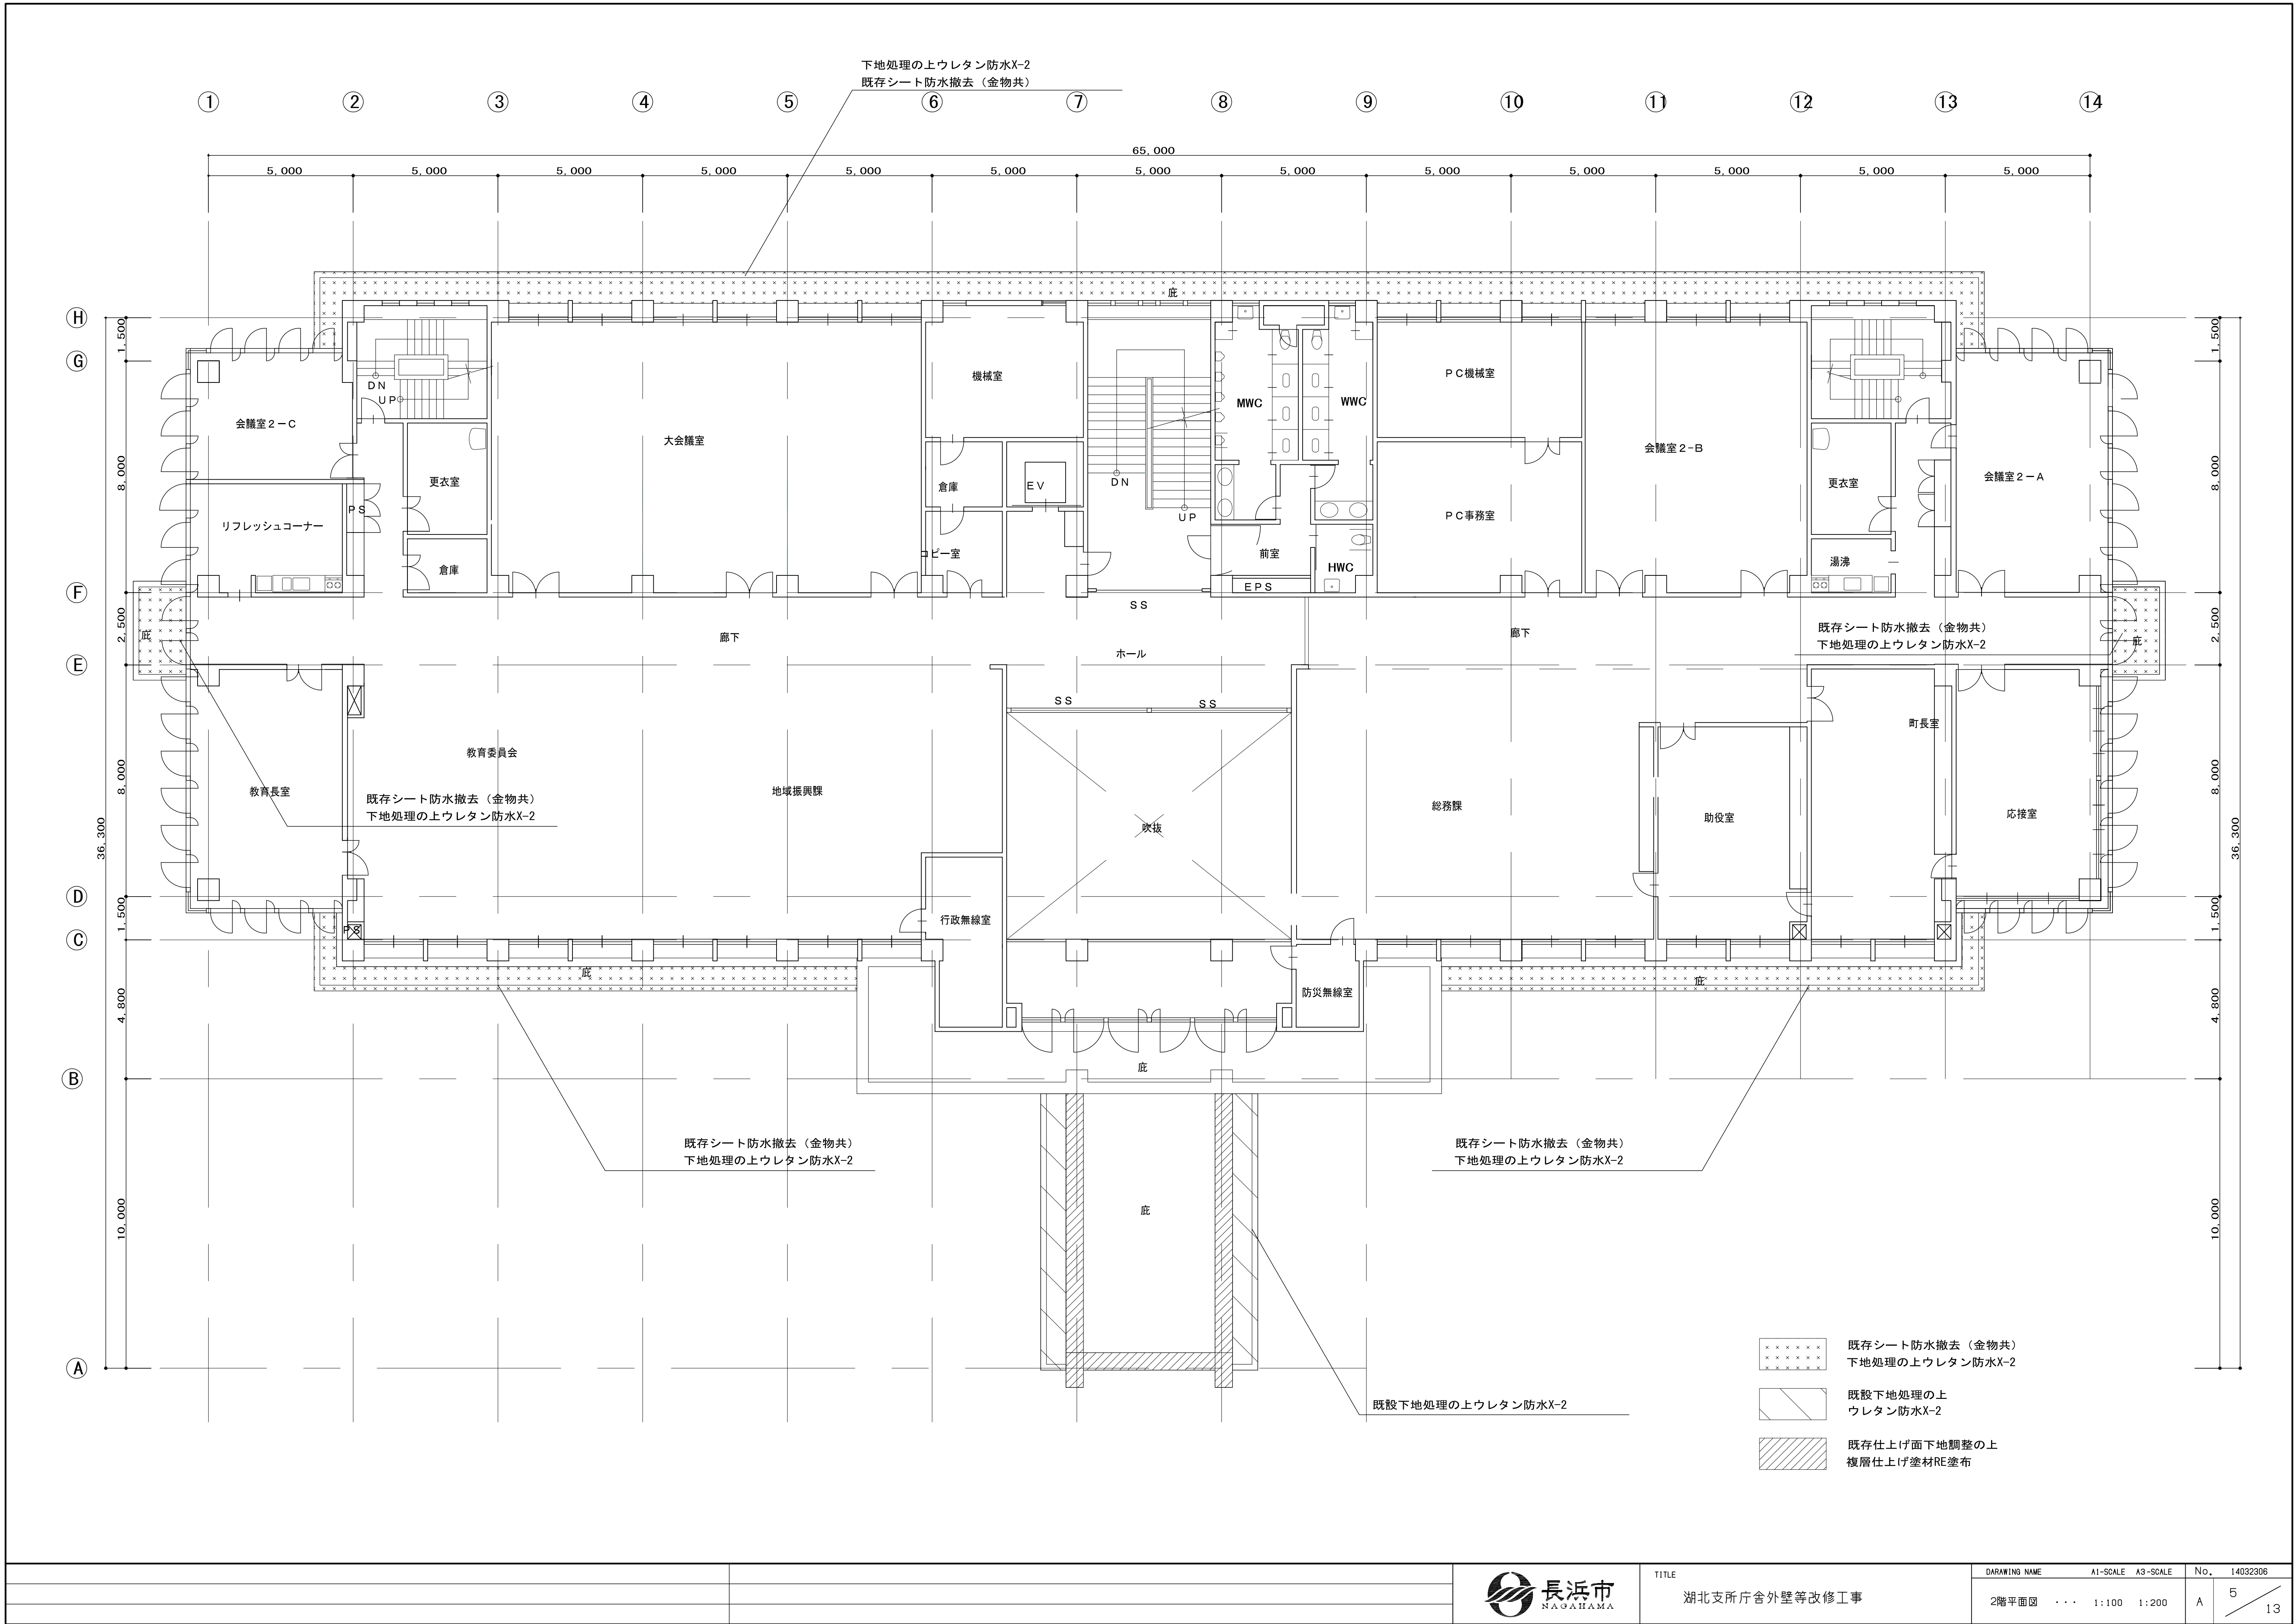 下地処理の上ウレタン防水X-2
既存シート防水撤去（金物共）
① ② ③ ④ ⑤ ⑥ ⑦ ⑧ ⑨ ⑩ ⑪ ⑫ ⑬ ⑭
65,000
5,000 5,000 5,000 5,000 5,000 5,000 5,000 5,000 5,000 5,000 5,000 5,000 5,000
庇
Ⓗ
1,500
1,500
Ⓖ
機械室
ＰＣ機械室
DN
UP
MWC
WWC
会議室２－Ｃ
大会議室
会議室２-Ｂ
8,000
8,000
更衣室
倉庫
EV
DN
更衣室
会議室２－Ａ
PS
リフレッシュコーナー
UP
ＰＣ事務室
コピー室
前室
湯沸
倉庫
HWC
EPS
Ⓕ
SS
2,500
庇
廊下
ホール
廊下
既存シート防水撤去（金物共）
下地処理の上ウレタン防水X-2
庇
2,500
Ⓔ
SS
SS
町長室
教育委員会
8,000
教育長室
地域振興課
総務課
助役室
応接室
8,000
既存シート防水撤去（金物共）
下地処理の上ウレタン防水X-2
吹抜
36,300
36,300
Ⓓ
1,500
PS
行政無線室
1,500
Ⓒ
庇
防災無線室
庇
4,800
4,800
庇
Ⓑ
既存シート防水撤去（金物共）
下地処理の上ウレタン防水X-2
既存シート防水撤去（金物共）
下地処理の上ウレタン防水X-2
10,000
庇
10,000
Ⓐ
既設下地処理の上ウレタン防水X-2
既存シート防水撤去（金物共）
下地処理の上ウレタン防水X-2
既設下地処理の上
ウレタン防水X-2
既存仕上げ面下地調整の上
複層仕上げ塗材RE塗布
長浜市
NAGAHAMA
TITLE
湖北支所庁舎外壁等改修工事
DARAWING NAME A1-SCALE A3-SCALE
2階平面図 ・・・ 1:100 1:200
No. 14032306
A 5/13